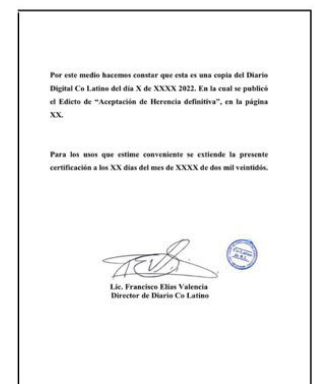 Por este medio hacemos constar que esta es una copia del Diario
Digital Co Latino del día X de XXXX 2022. En la cual se publicó
el Edicto de “Aceptación de Herencia definitiva”, en la página
XX.
Para los usos que estime conveniente se extiende la presente
certificación a los XX días del mes de XXXX de dos mil veintidós.
Lic. Francisco Elías Valencia
Director de Diario Co Latino